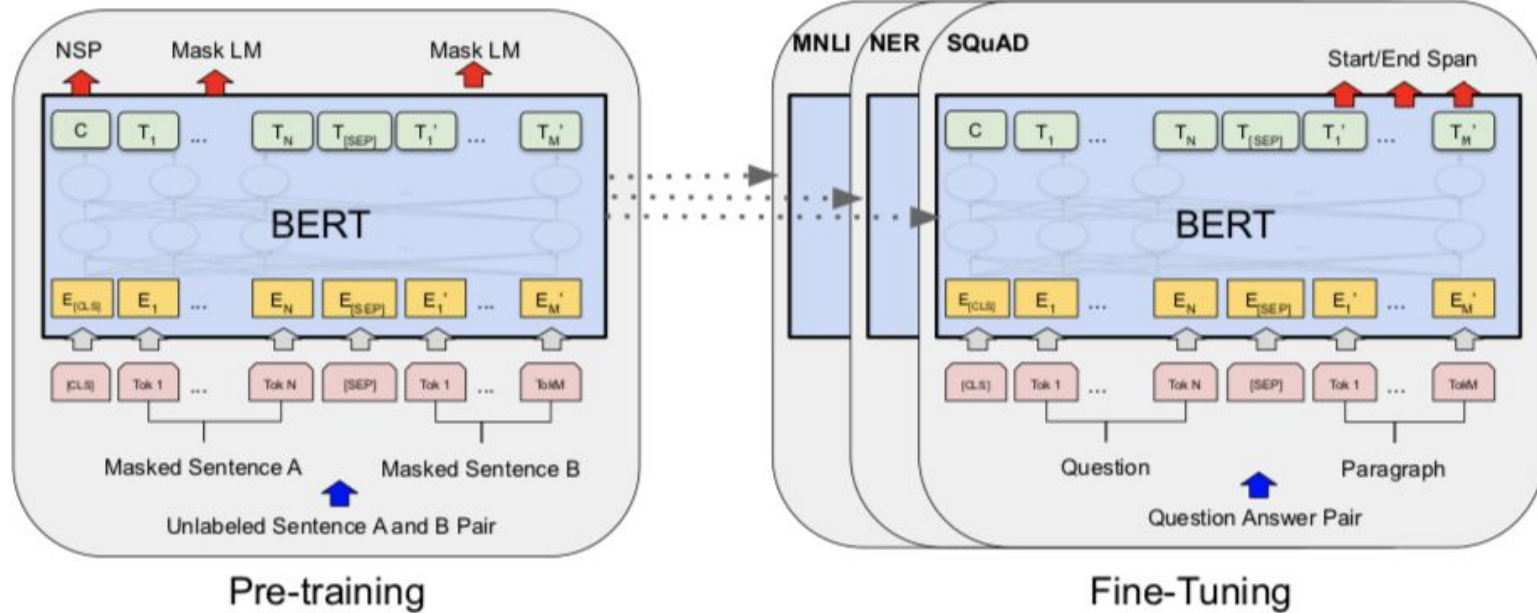 NSP Mask LM Mask LM
C T1 ... TN T[SEP] T1' ... TM'
BERT
E[CLS] E1 ... EN E[SEP] E1' ... EM'
[CLS] Tok 1 ... Tok N [SEP] Tok 1 ... TokM
Masked Sentence A Masked Sentence B
Unlabeled Sentence A and B Pair
Pre-training
MNLI NER SQuAD
Start/End Span
C T1 ... TN T[SEP] T1' ... TM'
BERT
E[CLS] E1 ... EN E[SEP] E1' ... EM'
[CLS] Tok 1 ... Tok N [SEP] Tok 1 ... TokM
Question Paragraph
Question Answer Pair
Fine-Tuning